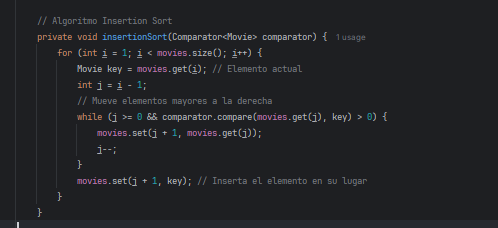 // Algoritmo Insertion Sort
private void insertionSort(Comparator<Movie> comparator) { 1 usage
for (int i = 1; i < movies.size(); i++) {
Movie key = movies.get(i); // Elemento actual
int j = i - 1;
// Mueve elementos mayores a la derecha
while (j >= 0 && comparator.compare(movies.get(j), key) > 0) {
movies.set(j + 1, movies.get(j));
j--;
}
movies.set(j + 1, key); // Inserta el elemento en su lugar
}
}